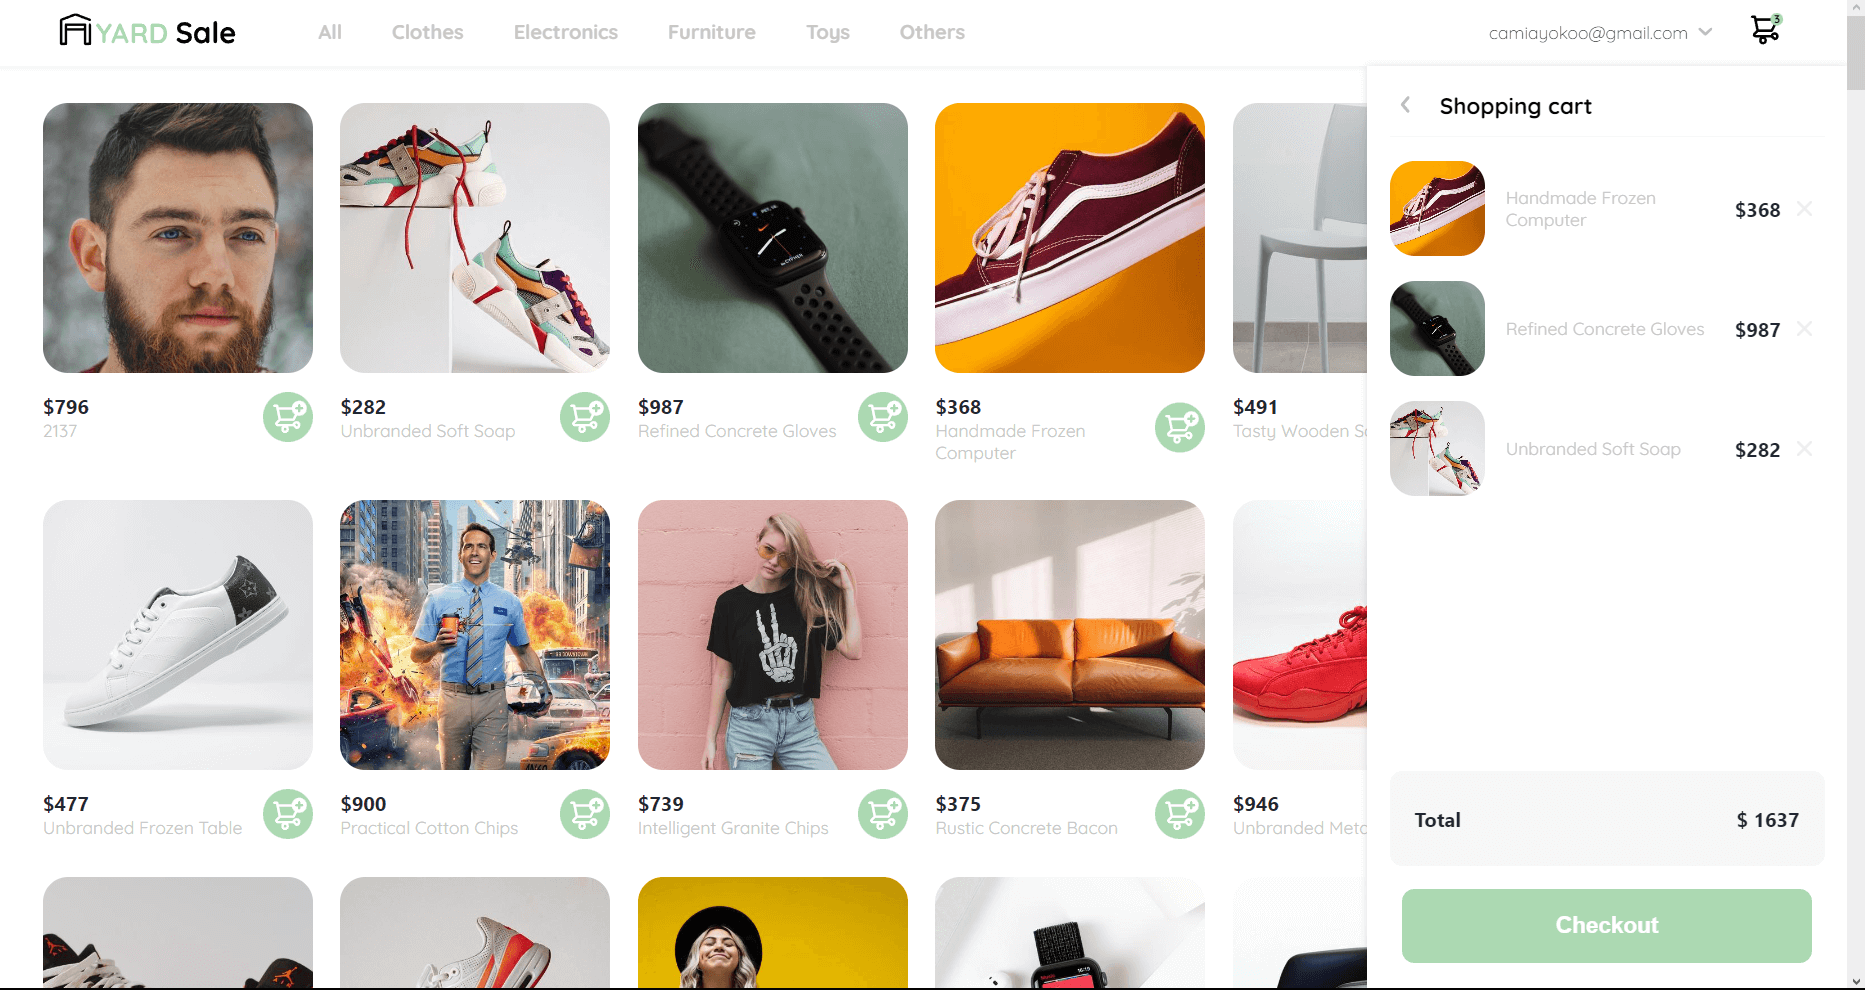 YARD Sale
All
Clothes
Electronics
Furniture
Toys
Others
camiayokoo@gmail.com
3
Shopping cart
Handmade Frozen
Computer
$368
Refined Concrete Gloves
$987
Unbranded Soft Soap
$282
Total
$ 1637
Checkout
$796
2137
$282
Unbranded Soft Soap
$987
Refined Concrete Gloves
$368
Handmade Frozen
Computer
$491
Tasty Wooden
$477
Unbranded Frozen Table
$900
Practical Cotton Chips
$739
Intelligent Granite Chips
$375
Rustic Concrete Bacon
$946
Unbranded